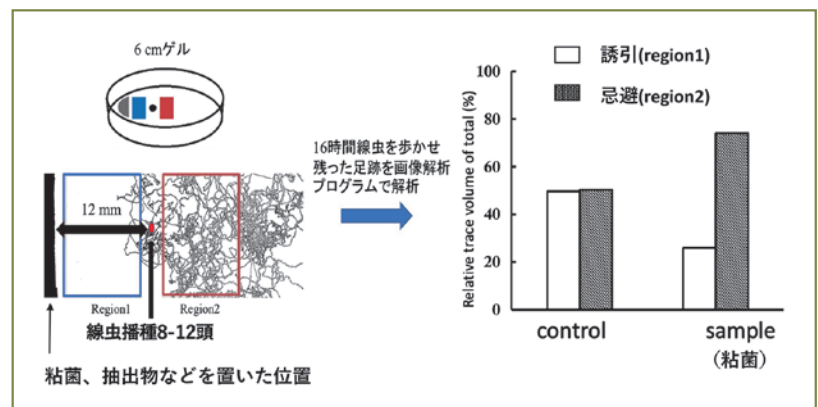 6 cmゲル
12 mm
Region1
Region2
線虫播種8-12頭
粘菌、抽出物などを置いた位置
16時間線虫を歩かせ
残った足跡を画像解析
プログラムで解析
誘引(region1)
忌避(region2)
Relative trace volume of total (%)
100
80
60
40
20
0
control
sample
（粘菌）